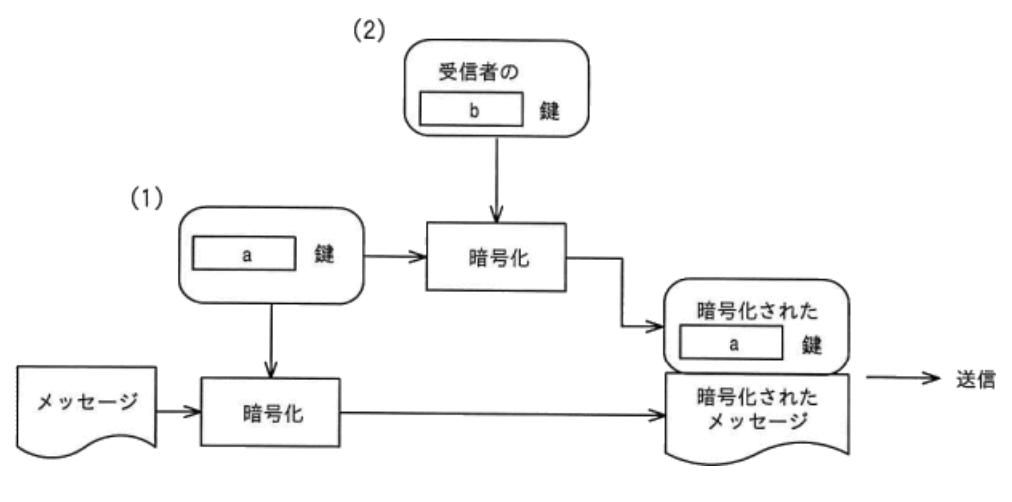 (2)
受信者の
b 鍵
(1)
a 鍵
暗号化
暗号化された
a 鍵
メッセージ
暗号化
暗号化された
メッセージ
送信